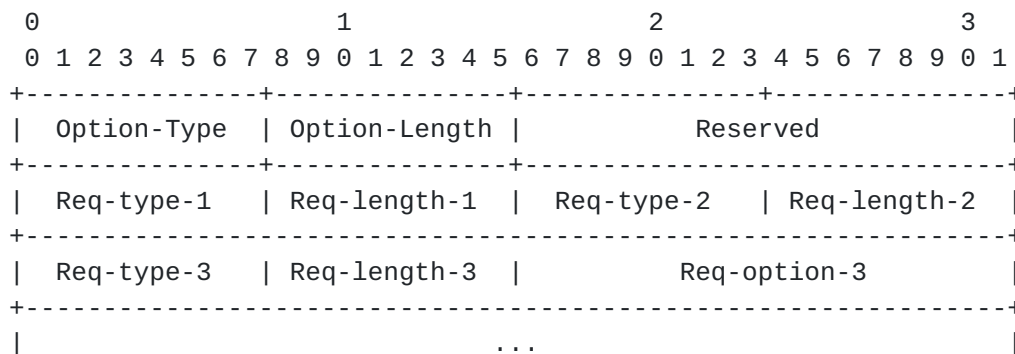 0                   1                   2                   3
 0 1 2 3 4 5 6 7 8 9 0 1 2 3 4 5 6 7 8 9 0 1 2 3 4 5 6 7 8 9 0 1
+---------------+---------------+---------------+---------------+
|  Option-Type  | Option-Length |           Reserved            |
+---------------+---------------+-------------------------------+
|  Req-type-1   | Req-length-1  |  Req-type-2   | Req-length-2  |
+---------------------------------------------------------------+
|  Req-type-3   | Req-length-3  |          Req-option-3         |
+---------------------------------------------------------------+
|                              ...                              |